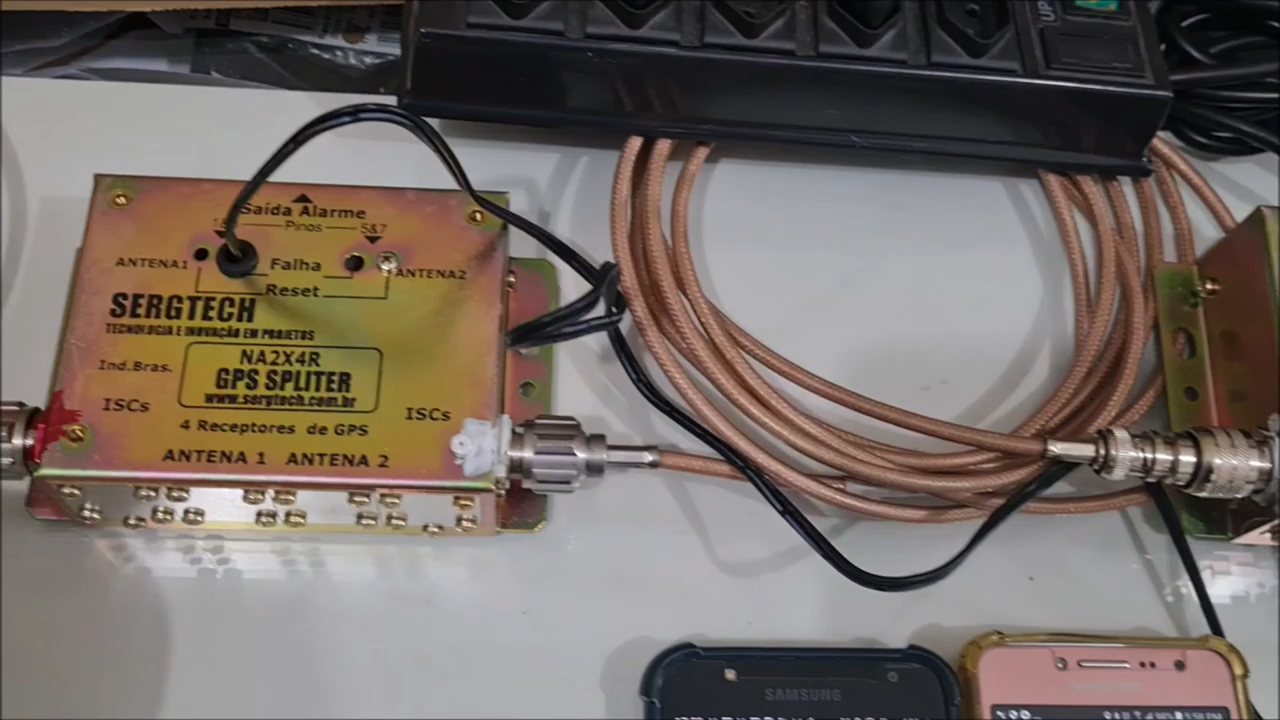 UP
Saída Alarme
Pinos 5&7
ANTENA1 Falha ANTENA2
Reset
SERGTECH
TECNOLOGIA E INOVAÇÃO EM PROJETOS
Ind.Bras.
NA2X4R
GPS SPLITER
www.sergtech.com.br
ISCs ISCs
4 Receptores de GPS
ANTENA 1 ANTENA 2
SAMSUNG